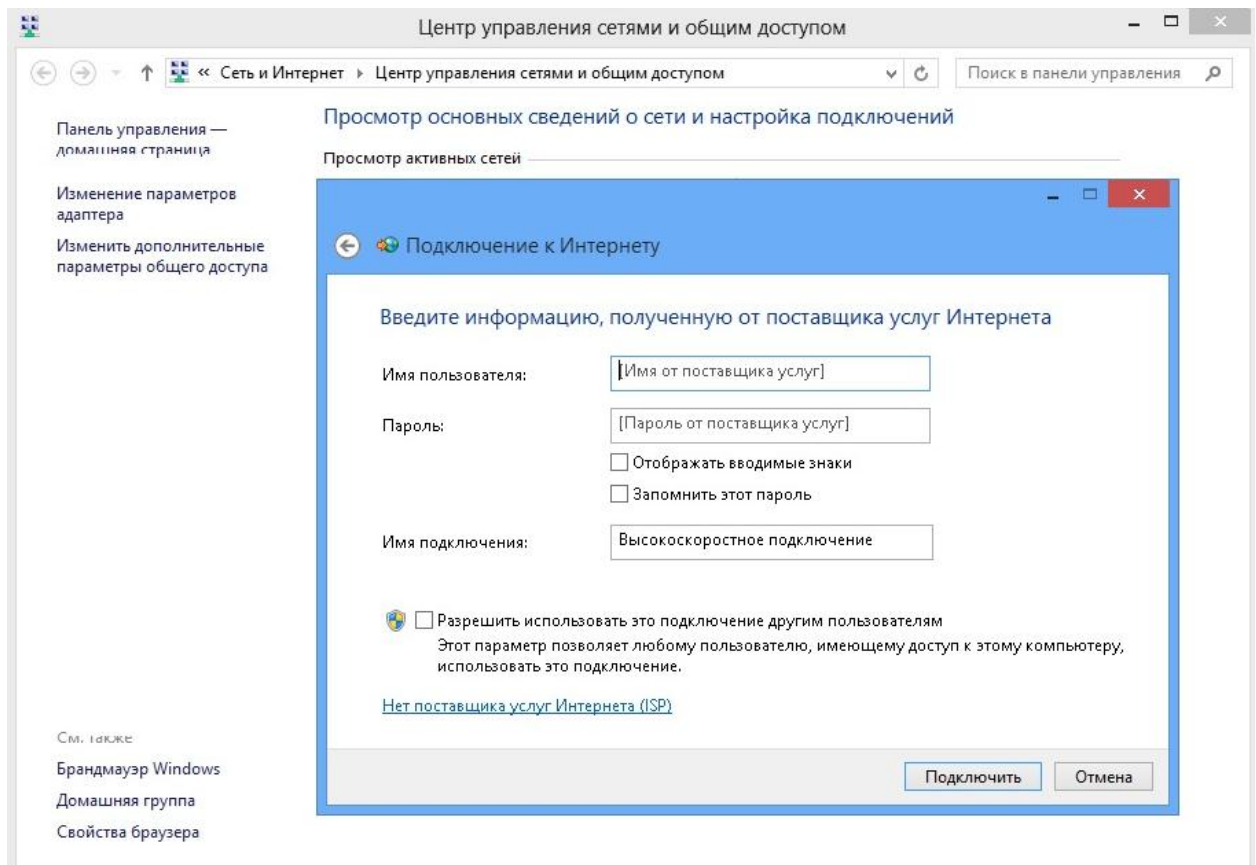 Центр управления сетями и общим доступом
« Сеть и Интернет Центр управления сетями и общим доступом
Поиск в панели управления
Панель управления —
домашняя страница
Изменение параметров
адаптера
Изменить дополнительные
параметры общего доступа
Просмотр основных сведений о сети и настройка подключений
Просмотр активных сетей
Подключение к Интернету
Введите информацию, полученную от поставщика услуг Интернета
Имя пользователя: [Имя от поставщика услуг]
Пароль: [Пароль от поставщика услуг]
Отображать вводимые знаки
Запомнить этот пароль
Имя подключения: Высокоскоростное подключение
Разрешить использовать это подключение другим пользователям
Этот параметр позволяет любому пользователю, имеющему доступ к этому компьютеру,
использовать это подключение.
Нет поставщика услуг Интернета (ISP)
Подключить Отмена
См. также
Брандмауэр Windows
Домашняя группа
Свойства браузера